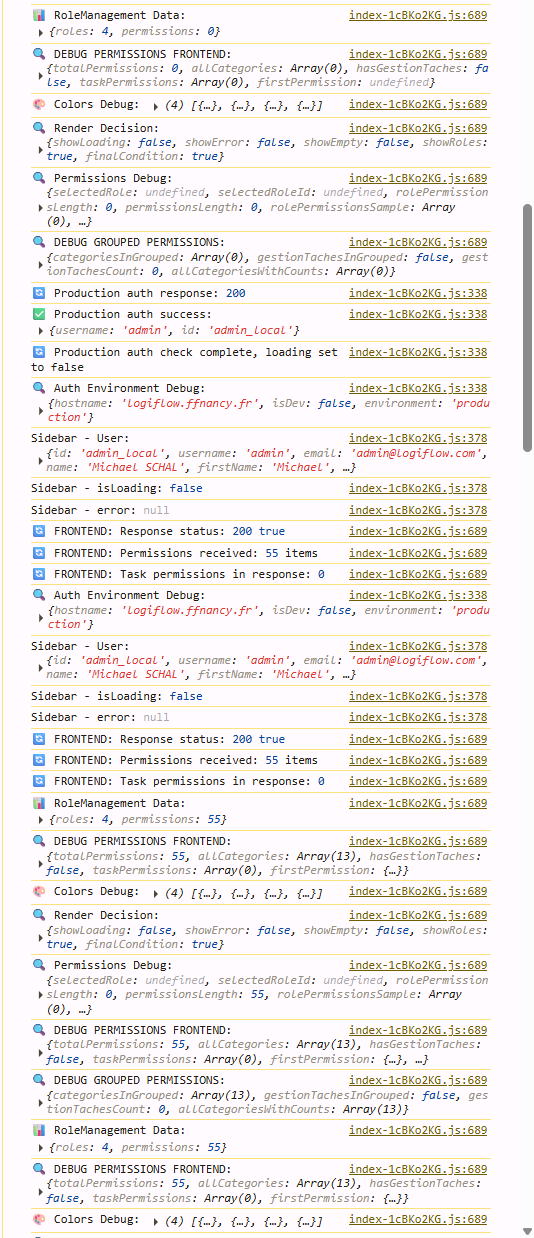 RoleManagement Data: index-1cBKo2KG.js:689
{roles: 4, permissions: 0}
DEBUG PERMISSIONS FRONTEND: index-1cBKo2KG.js:689
{totalPermissions: 0, allCategories: Array(0), hasGestionTaches: fa
lse, taskPermissions: Array(0), firstPermission: undefined}
Colors Debug: (4) [{…}, {…}, {…}, {…}] index-1cBKo2KG.js:689
Render Decision: index-1cBKo2KG.js:689
{showLoading: false, showError: false, showEmpty: false, showRoles:
true, finalCondition: true}
Permissions Debug: index-1cBKo2KG.js:689
{selectedRole: undefined, selectedRoleId: undefined, rolePermission
sLength: 0, permissionsLength: 0, rolePermissionsSample: Array
(0), …}
DEBUG GROUPED PERMISSIONS: index-1cBKo2KG.js:689
{categoriesInGrouped: Array(0), gestionTachesInGrouped: false, gest
ionTachesCount: 0, allCategoriesWithCounts: Array(0)}
Production auth response: 200 index-1cBKo2KG.js:338
Production auth success: index-1cBKo2KG.js:338
{username: 'admin', id: 'admin_local'}
Production auth check complete, loading set index-1cBKo2KG.js:338
to false
Auth Environment Debug: index-1cBKo2KG.js:338
{hostname: 'logiflow.ffnancy.fr', isDev: false, environment: 'produ
ction'}
Sidebar - User: index-1cBKo2KG.js:378
{id: 'admin_local', username: 'admin', email: 'admin@logiflow.com',
name: 'Michael SCHAL', firstName: 'Michael', …}
Sidebar - isLoading: false index-1cBKo2KG.js:378
Sidebar - error: null index-1cBKo2KG.js:378
FRONTEND: Response status: 200 true index-1cBKo2KG.js:689
FRONTEND: Permissions received: 55 items index-1cBKo2KG.js:689
FRONTEND: Task permissions in response: 0 index-1cBKo2KG.js:689
Auth Environment Debug: index-1cBKo2KG.js:338
{hostname: 'logiflow.ffnancy.fr', isDev: false, environment: 'produ
ction'}
Sidebar - User: index-1cBKo2KG.js:378
{id: 'admin_local', username: 'admin', email: 'admin@logiflow.com',
name: 'Michael SCHAL', firstName: 'Michael', …}
Sidebar - isLoading: false index-1cBKo2KG.js:378
Sidebar - error: null index-1cBKo2KG.js:378
FRONTEND: Response status: 200 true index-1cBKo2KG.js:689
FRONTEND: Permissions received: 55 items index-1cBKo2KG.js:689
FRONTEND: Task permissions in response: 0 index-1cBKo2KG.js:689
RoleManagement Data: index-1cBKo2KG.js:689
{roles: 4, permissions: 55}
DEBUG PERMISSIONS FRONTEND: index-1cBKo2KG.js:689
{totalPermissions: 55, allCategories: Array(13), hasGestionTaches:
false, taskPermissions: Array(0), firstPermission: {…}}
Colors Debug: (4) [{…}, {…}, {…}, {…}] index-1cBKo2KG.js:689
Render Decision: index-1cBKo2KG.js:689
{showLoading: false, showError: false, showEmpty: false, showRoles:
true, finalCondition: true}
Permissions Debug: index-1cBKo2KG.js:689
{selectedRole: undefined, selectedRoleId: undefined, rolePermission
sLength: 0, permissionsLength: 55, rolePermissionsSample: Array
(0), …}
DEBUG PERMISSIONS FRONTEND: index-1cBKo2KG.js:689
{totalPermissions: 55, allCategories: Array(13), hasGestionTaches:
false, taskPermissions: Array(0), firstPermission: {…}, …}
DEBUG GROUPED PERMISSIONS: index-1cBKo2KG.js:689
{categoriesInGrouped: Array(13), gestionTachesInGrouped: false, ges
tionTachesCount: 0, allCategoriesWithCounts: Array(13)}
RoleManagement Data: index-1cBKo2KG.js:689
{roles: 4, permissions: 55}
DEBUG PERMISSIONS FRONTEND: index-1cBKo2KG.js:689
{totalPermissions: 55, allCategories: Array(13), hasGestionTaches:
false, taskPermissions: Array(0), firstPermission: {…}}
Colors Debug: (4) [{…}, {…}, {…}, {…}] index-1cBKo2KG.js:689